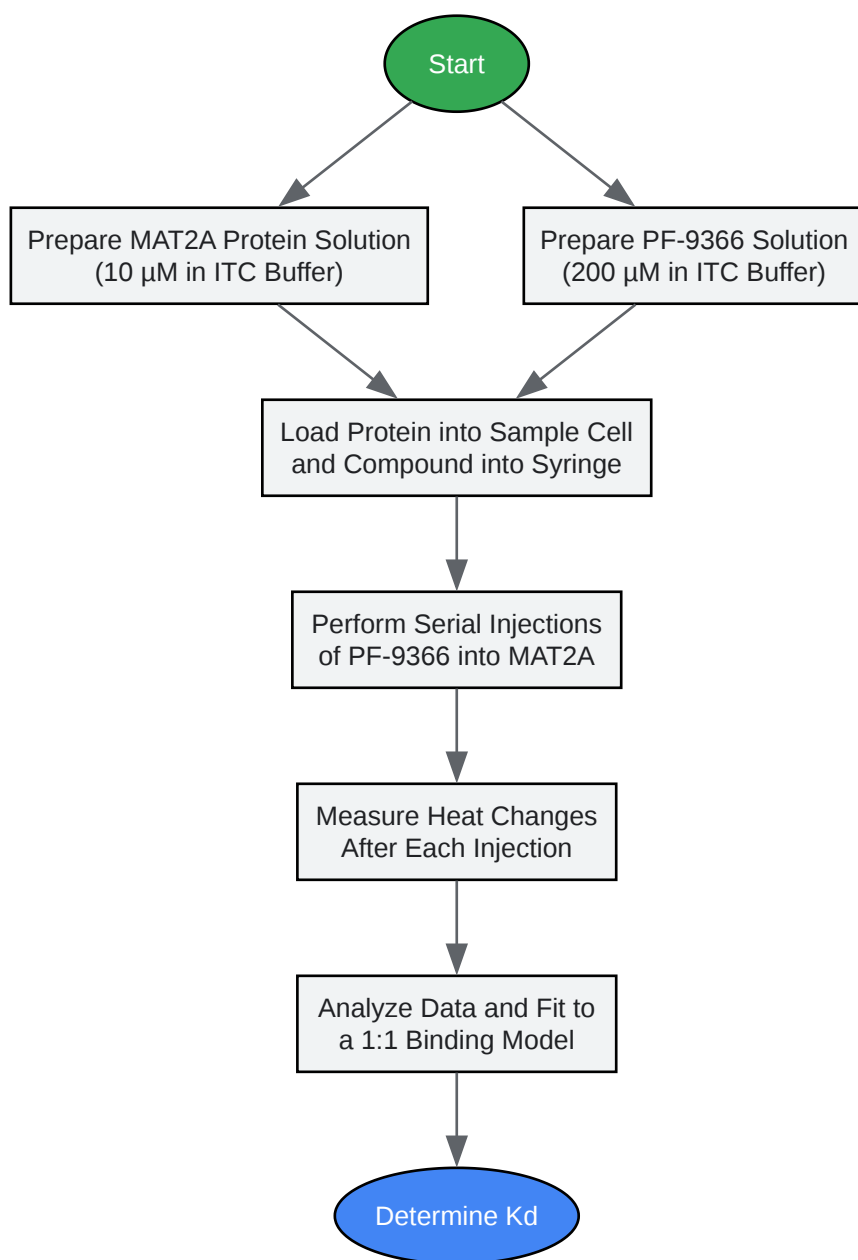 Start
Prepare MAT2A Protein Solution
(10 µM in ITC Buffer)
Prepare PF-9366 Solution
(200 µM in ITC Buffer)
Load Protein into Sample Cell
and Compound into Syringe
Perform Serial Injections
of PF-9366 into MAT2A
Measure Heat Changes
After Each Injection
Analyze Data and Fit to
a 1:1 Binding Model
Determine Kd